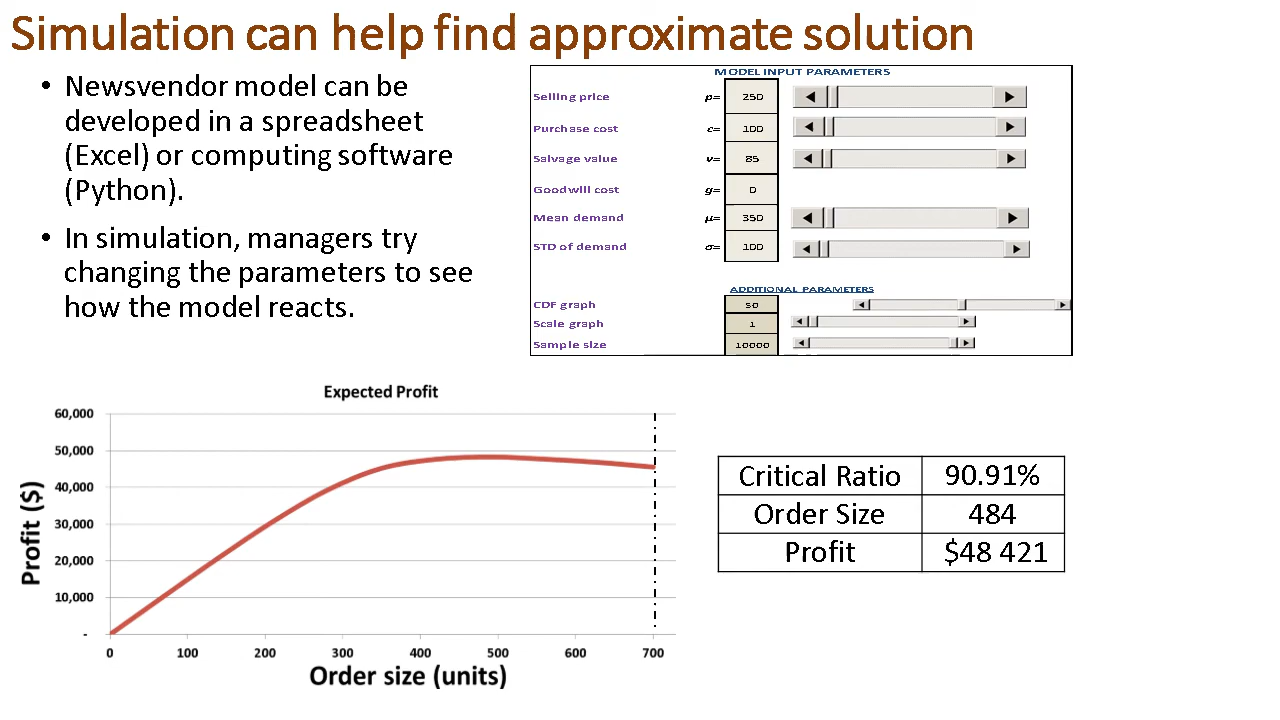 Simulation can help find approximate solution
• Newsvendor model can be
developed in a spreadsheet
(Excel) or computing software
(Python).
• In simulation, managers try
changing the parameters to see
how the model reacts.
MODEL INPUT PARAMETERS
Selling price p= 250
Purchase cost c= 100
Salvage value v= 85
Goodwill cost g= 0
Mean demand μ= 350
STD of demand σ= 100
ADDITIONAL PARAMETERS
CDF graph 50
Scale graph 1
Sample size 10000
Expected Profit
60,000
50,000
40,000
30,000
20,000
10,000
-
Profit ($)
0 100 200 300 400 500 600 700
Order size (units)
Critical Ratio 90.91%
Order Size 484
Profit $48 421